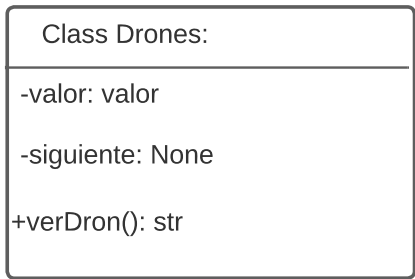 Class Drones:
-valor: valor
-siguiente: None
+verDron(): str